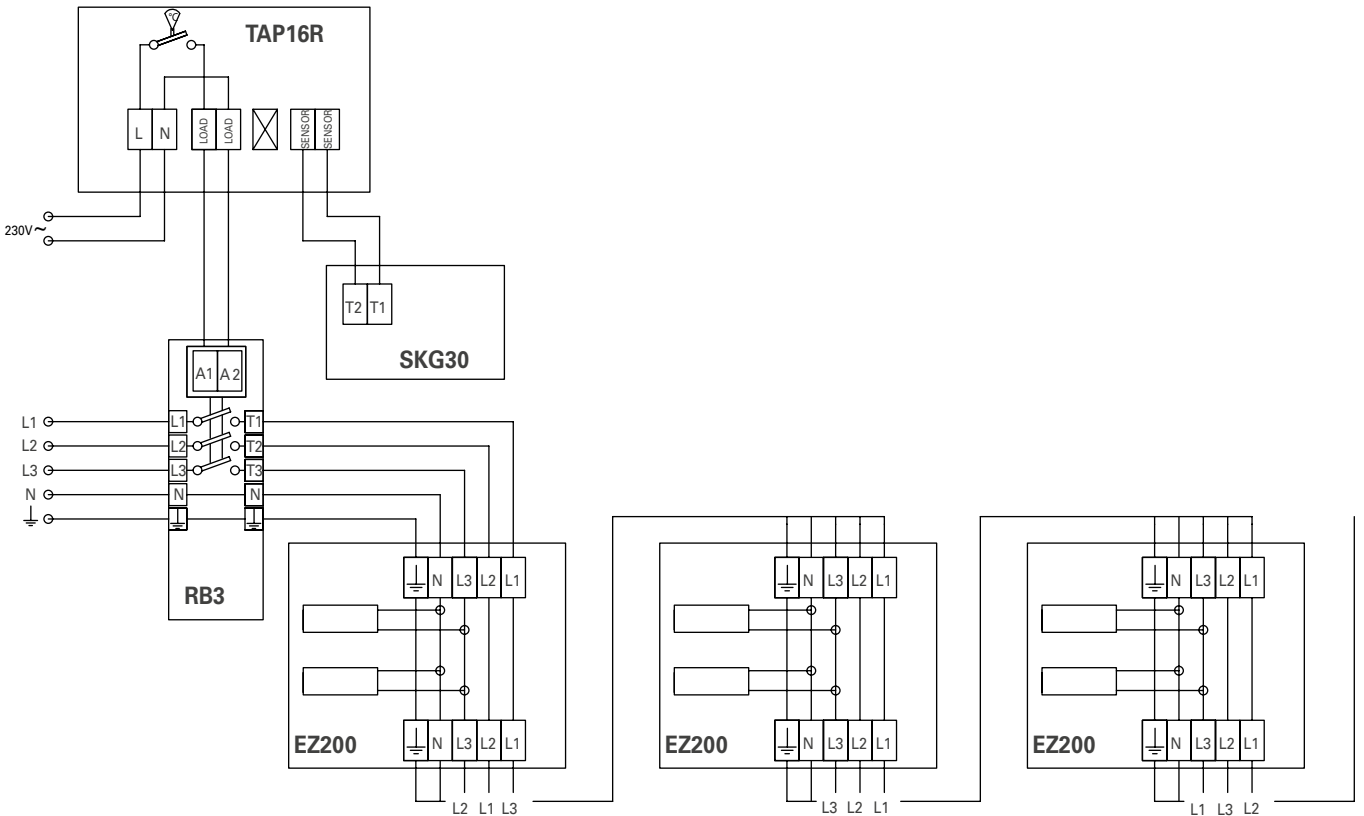 °C
TAP16R
L N LOAD LOAD SENSOR SENSOR
230V~
T2 T1
SKG30
A1 A2
L1 L1 T1
L2 L2 T2
L3 L3 T3
N N N
RB3
N L3 L2 L1
N L3 L2 L1
N L3 L2 L1
EZ200 N L3 L2 L1
EZ200 N L3 L2 L1
EZ200 N L3 L2 L1
L2 L1 L3
L3 L2 L1
L1 L3 L2